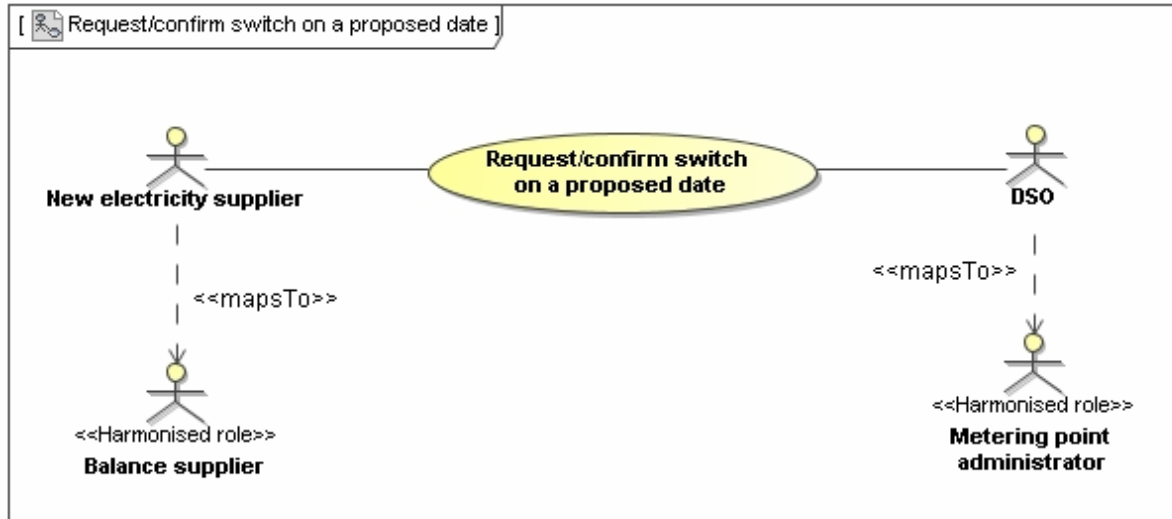 [ Request/confirm switch on a proposed date ]
Request/confirm switch
on a proposed date
New electricity supplier
DSO
<<mapsTo>>
<<mapsTo>>
<<Harmonised role>>
Balance supplier
<<Harmonised role>>
Metering point
administrator